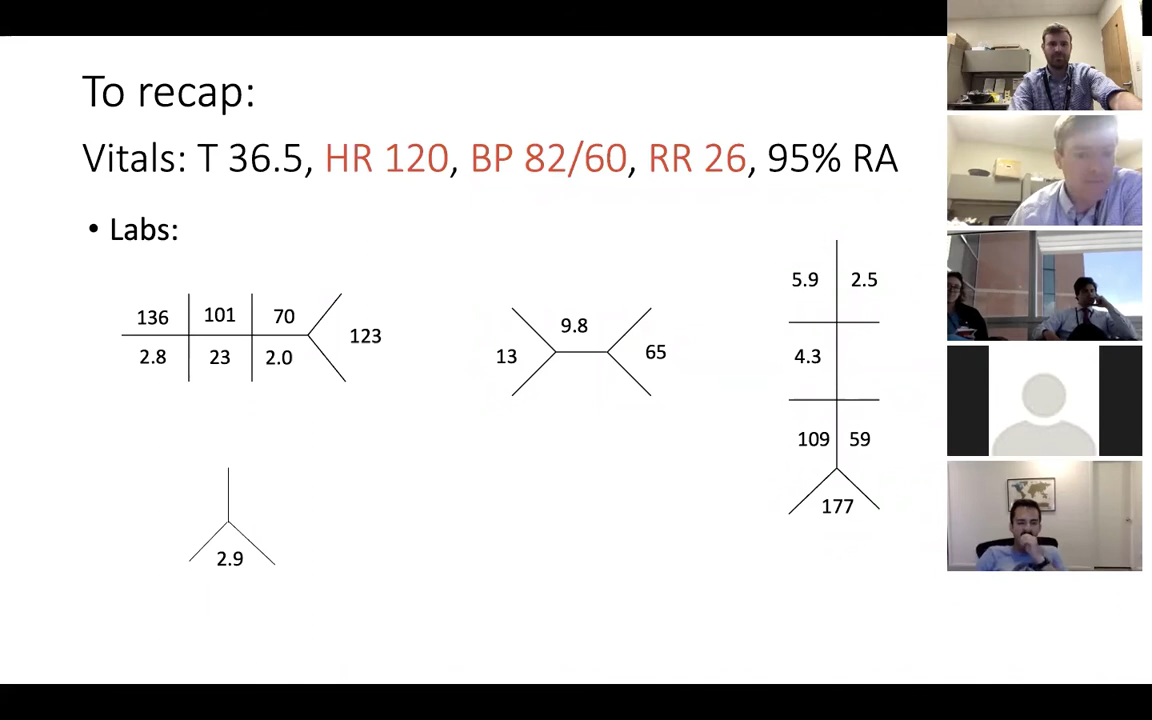 To recap:
Vitals: T 36.5, HR 120, BP 82/60, RR 26, 95% RA
• Labs:
136 101 70 123
2.8 23 2.0
13 9.8 65
5.9 2.5
4.3
109 59
177
2.9